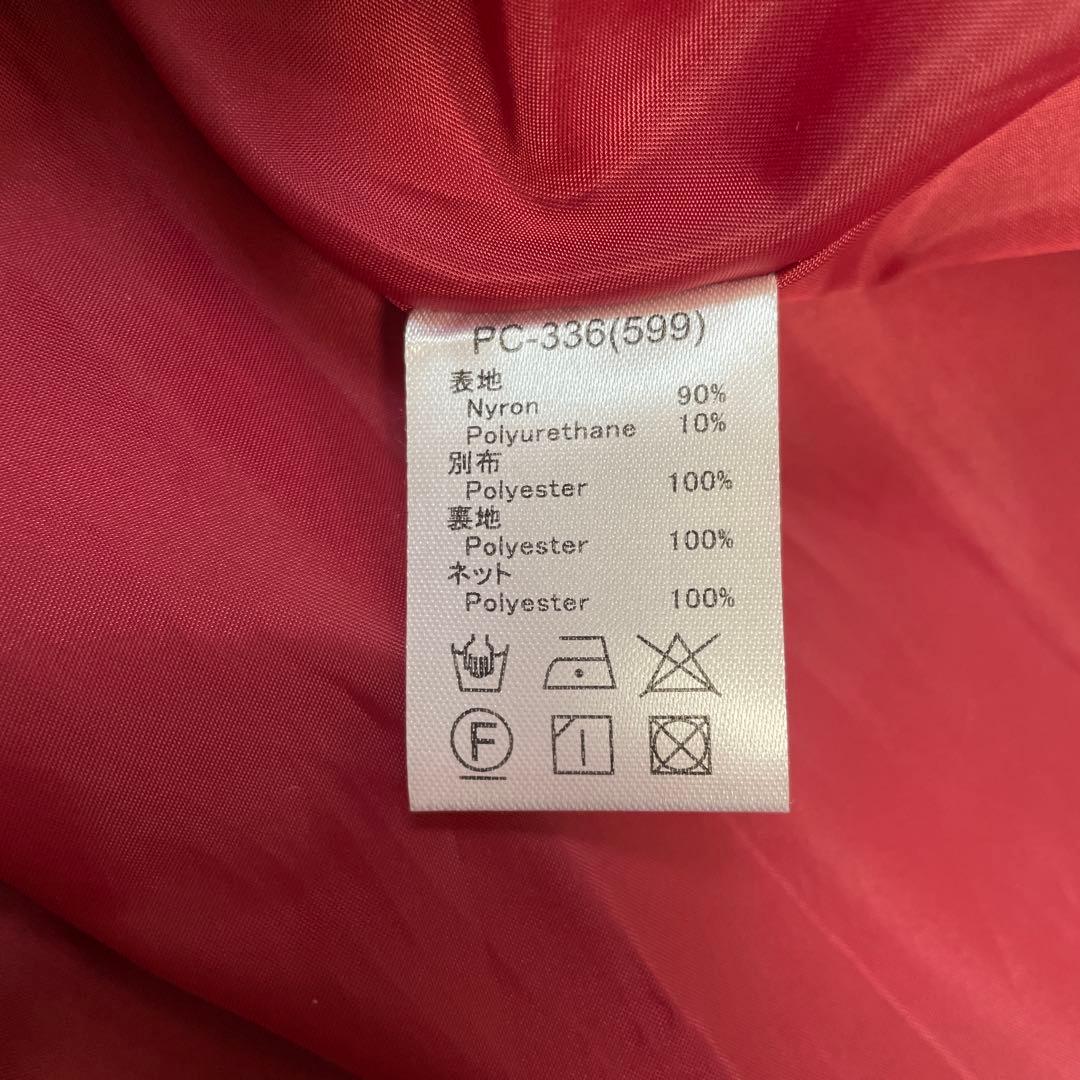 PC-336(599)
表地
Nyron 90%
Polyurethane 10%
別布
Polyester 100%
裏地
Polyester 100%
ネット
Polyester 100%
F